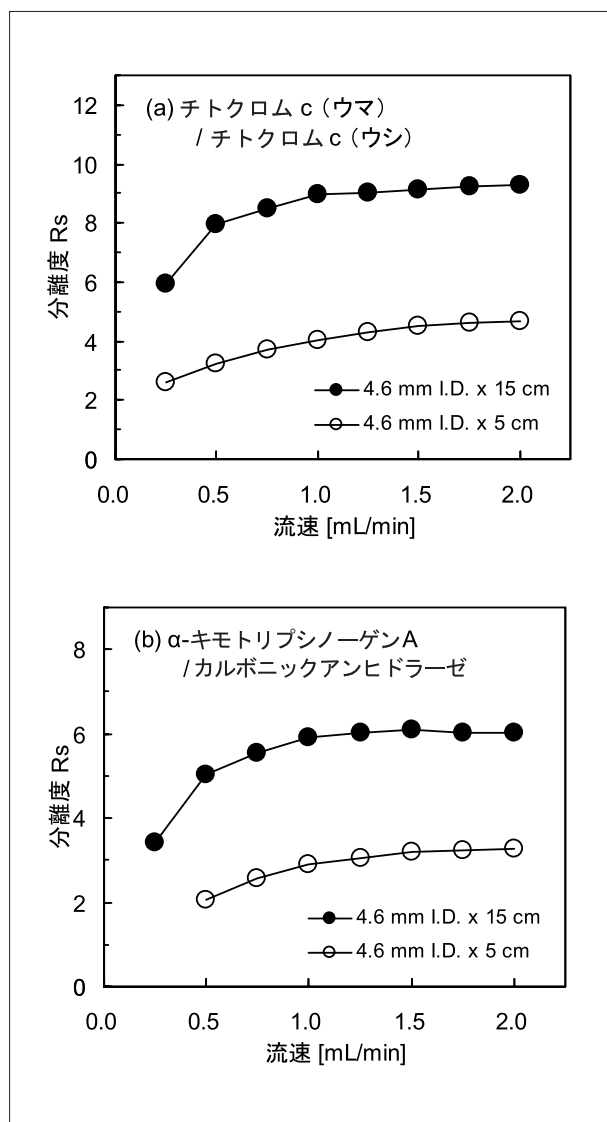 (a) チトクロム c（ウマ）
/ チトクロム c（ウシ）
12
10
8
6
4
2
0
分離度 Rs
4.6 mm I.D. x 15 cm
4.6 mm I.D. x 5 cm
0.0 0.5 1.0 1.5 2.0
流速 [mL/min]
(b) α-キモトリプシノーゲンA
/カルボニックアンヒドラーゼ
8
6
4
2
0
分離度 Rs
4.6 mm I.D. x 15 cm
4.6 mm I.D. x 5 cm
0.0 0.5 1.0 1.5 2.0
流速 [mL/min]